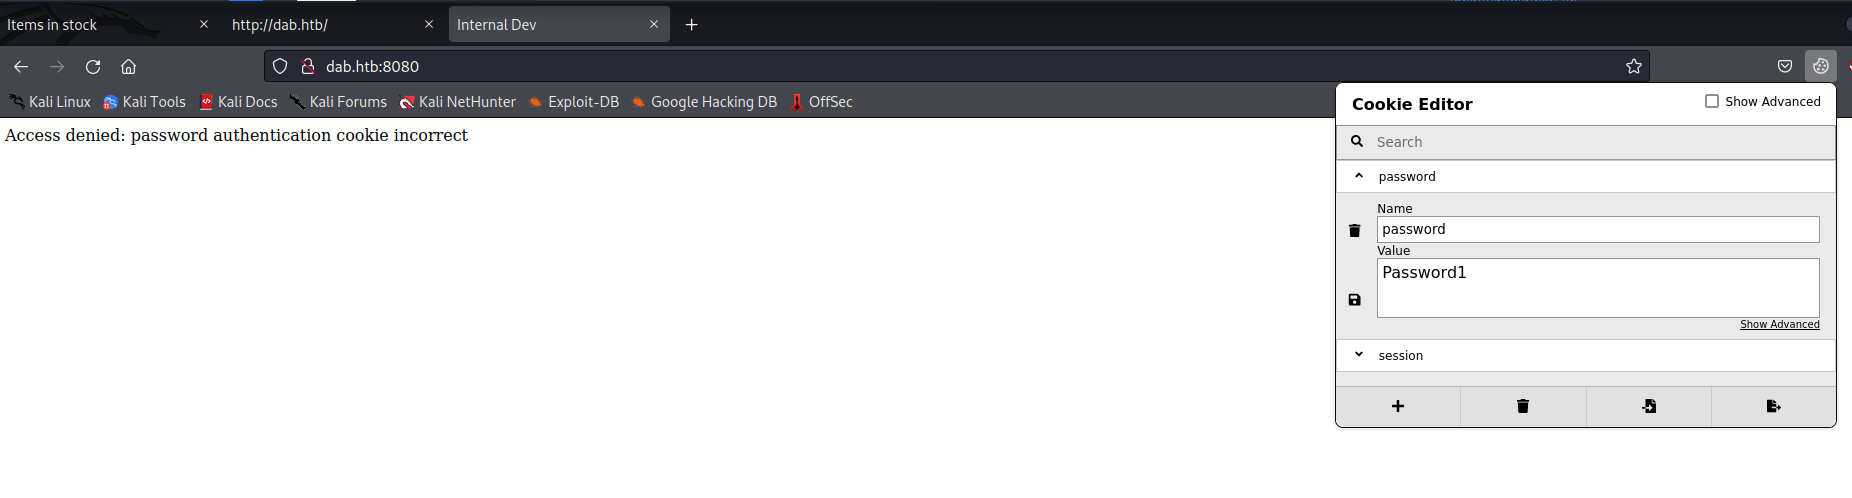 Items in stock
http://dab.htb/
Internal Dev
dab.htb:8080
Kali Linux Kali Tools Kali Docs Kali Forums Kali NetHunter Exploit-DB Google Hacking DB OffSec
Access denied: password authentication cookie incorrect
Cookie Editor
Show Advanced
Search
password
Name
password
Value
Password1
Show Advanced
session